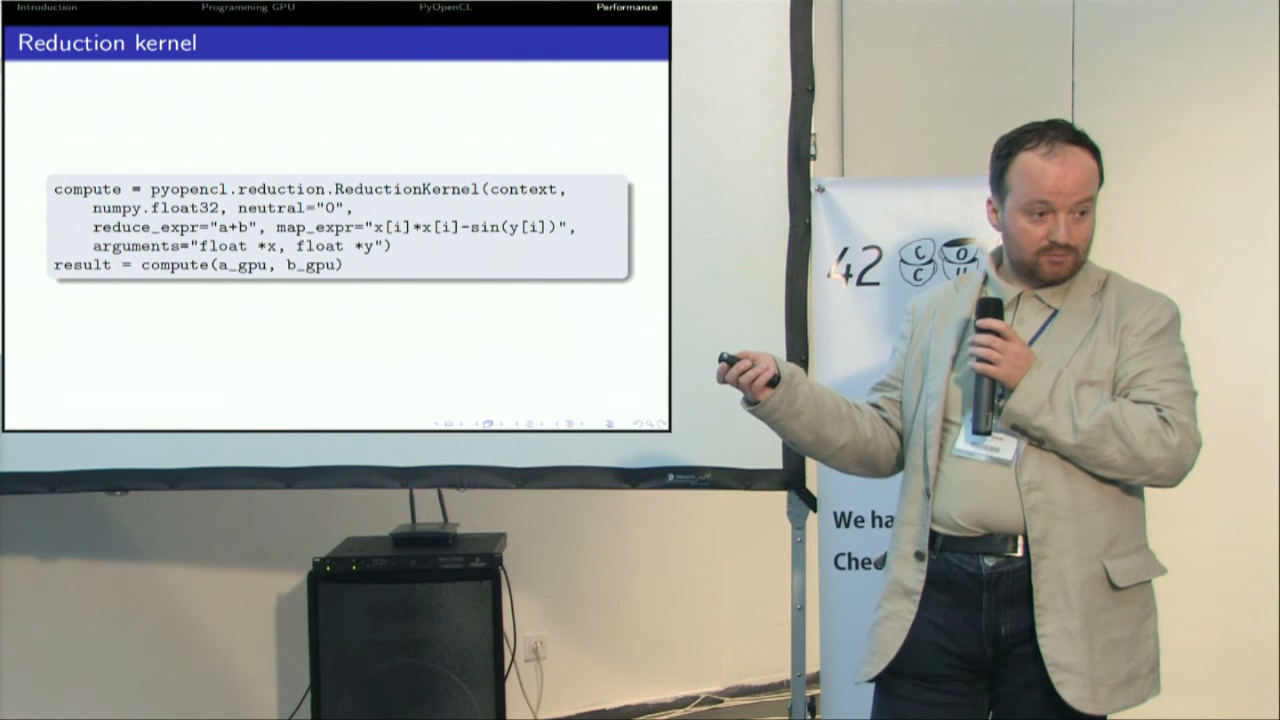 Introduction
Programming GPU
PyOpenCL
Performance
Reduction kernel
compute = pyopencl.reduction.ReductionKernel(context,
numpy.float32, neutral="0",
reduce_expr="a+b", map_expr="x[i]*x[i]-sin(y[i])",
arguments="float *x, float *y")
result = compute(a_gpu, b_gpu)
42
C O
C
We ha
Chec